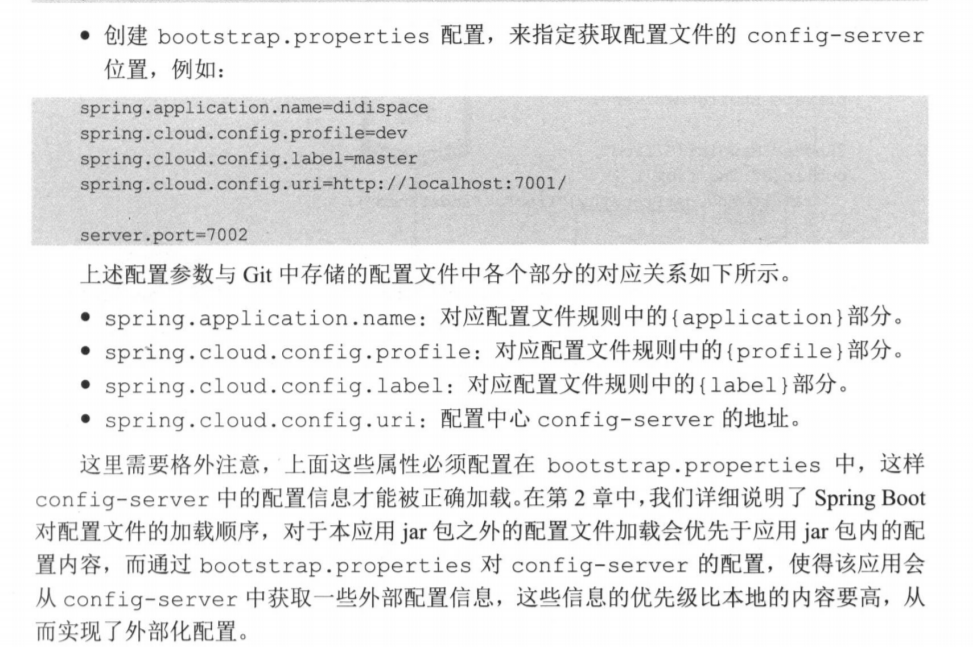 • 创建 bootstrap.properties 配置，来指定获取配置文件的 config-server
位置，例如：
spring.application.name=didispace
spring.cloud.config.profile=dev
spring.cloud.config.label=master
spring.cloud.config.uri=http://localhost:7001/
server.port=7002
上述配置参数与 Git 中存储的配置文件中各个部分的对应关系如下所示。
• spring.application.name：对应配置文件规则中的{application}部分。
• spring.cloud.config.profile：对应配置文件规则中的{profile}部分。
• spring.cloud.config.label：对应配置文件规则中的{label}部分。
• spring.cloud.config.uri：配置中心 config-server 的地址。
这里需要格外注意，上面这些属性必须配置在 bootstrap.properties 中，这样
config-server 中的配置信息才能被正确加载。在第 2 章中，我们详细说明了 Spring Boot
对配置文件的加载顺序，对于本应用 jar 包之外的配置文件加载会优先于应用 jar 包内的配
置内容，而通过 bootstrap.properties 对 config-server 的配置，使得该应用会
从 config-server 中获取一些外部配置信息，这些信息的优先级比本地的内容要高，从
而实现了外部化配置。